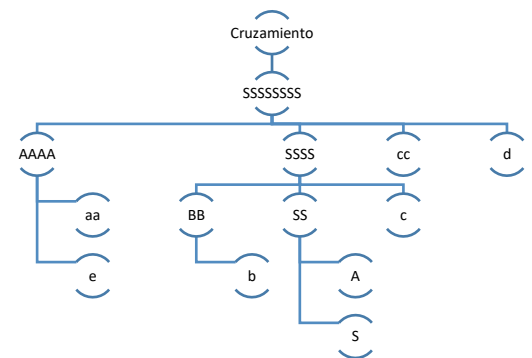 Cruzamiento
SSSSSSSS
AAAA SSSS cc d
aa BB SS c
e b A
S